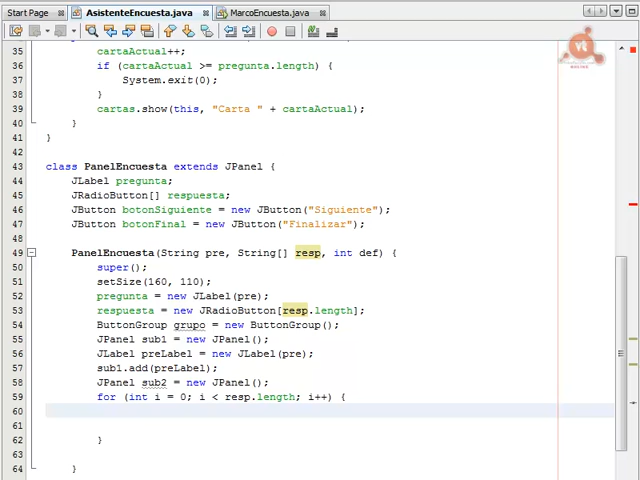 Start Page AsistenteEncuesta.java MarcoEncuesta.java
35 cartaActual++;
36 if (cartaActual >= pregunta.length) {
37 System.exit(0);
38 }
39 cartas.show(this, "Carta " + cartaActual);
40 }
41 }
42
43 class PanelEncuesta extends JPanel {
44 JLabel pregunta;
45 JRadioButton[] respuesta;
46 JButton botonSiguiente = new JButton("Siguiente");
47 JButton botonFinal = new JButton("Finalizar");
48
49 PanelEncuesta(String pre, String[] resp, int def) {
50 super();
51 setSize(160, 110);
52 pregunta = new JLabel(pre);
53 respuesta = new JRadioButton[resp.length];
54 ButtonGroup grupo = new ButtonGroup();
55 JPanel sub1 = new JPanel();
56 JLabel preLabel = new JLabel(pre);
57 sub1.add(preLabel);
58 JPanel sub2 = new JPanel();
59 for (int i = 0; i < resp.length; i++) {
60
61
62 }
63
64 }